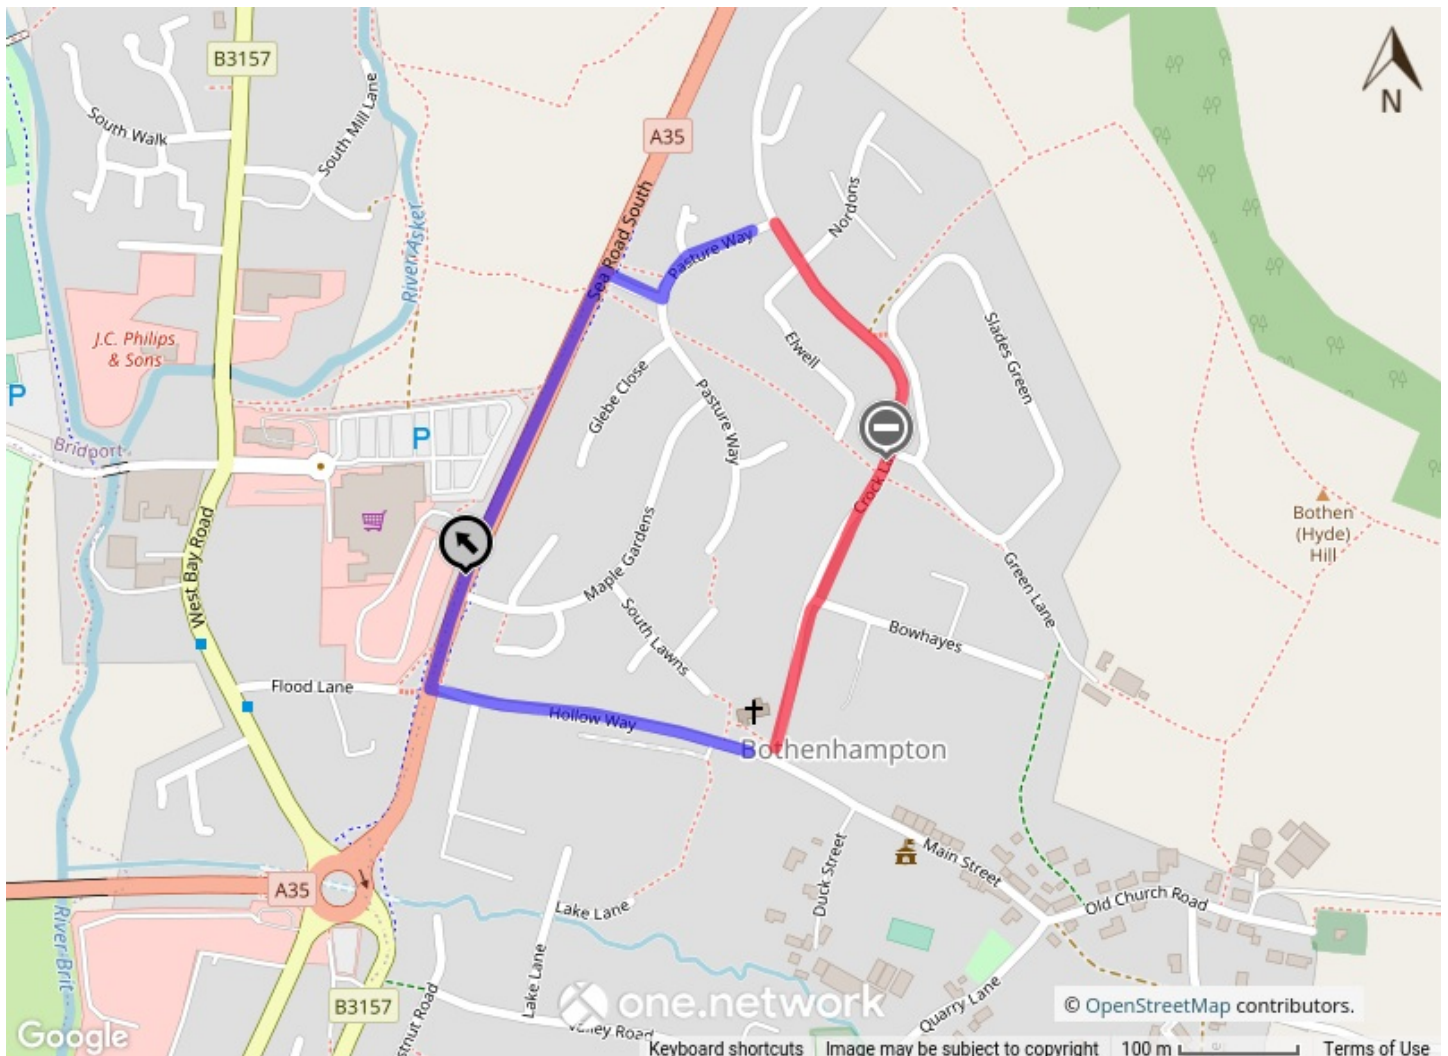 B3157
South Walk
South Mill Lane
A35
N
River Asker
Sea Road South
Pasture Way
Nordons
J.C. Philips
& Sons
Slades Green
Elwell
Glebe Close
Pasture Way
P
P
Bridport
Crock L
Bothen
(Hyde)
Hill
West Bay Road
Maple Gardens
Green Lane
South Lawns
Bowhayes
Flood Lane
Hollow Way
Bothenhampton
Main Street
Duck Street
A35
Old Church Road
Lake Lane
River Brit
Lake Lane
Quarry Lane
B3157
one.network
© OpenStreetMap contributors.
stnut Road
Valley Road
Google
Keyboard shortcuts
Image may be subject to copyright
100 m
Terms of Use